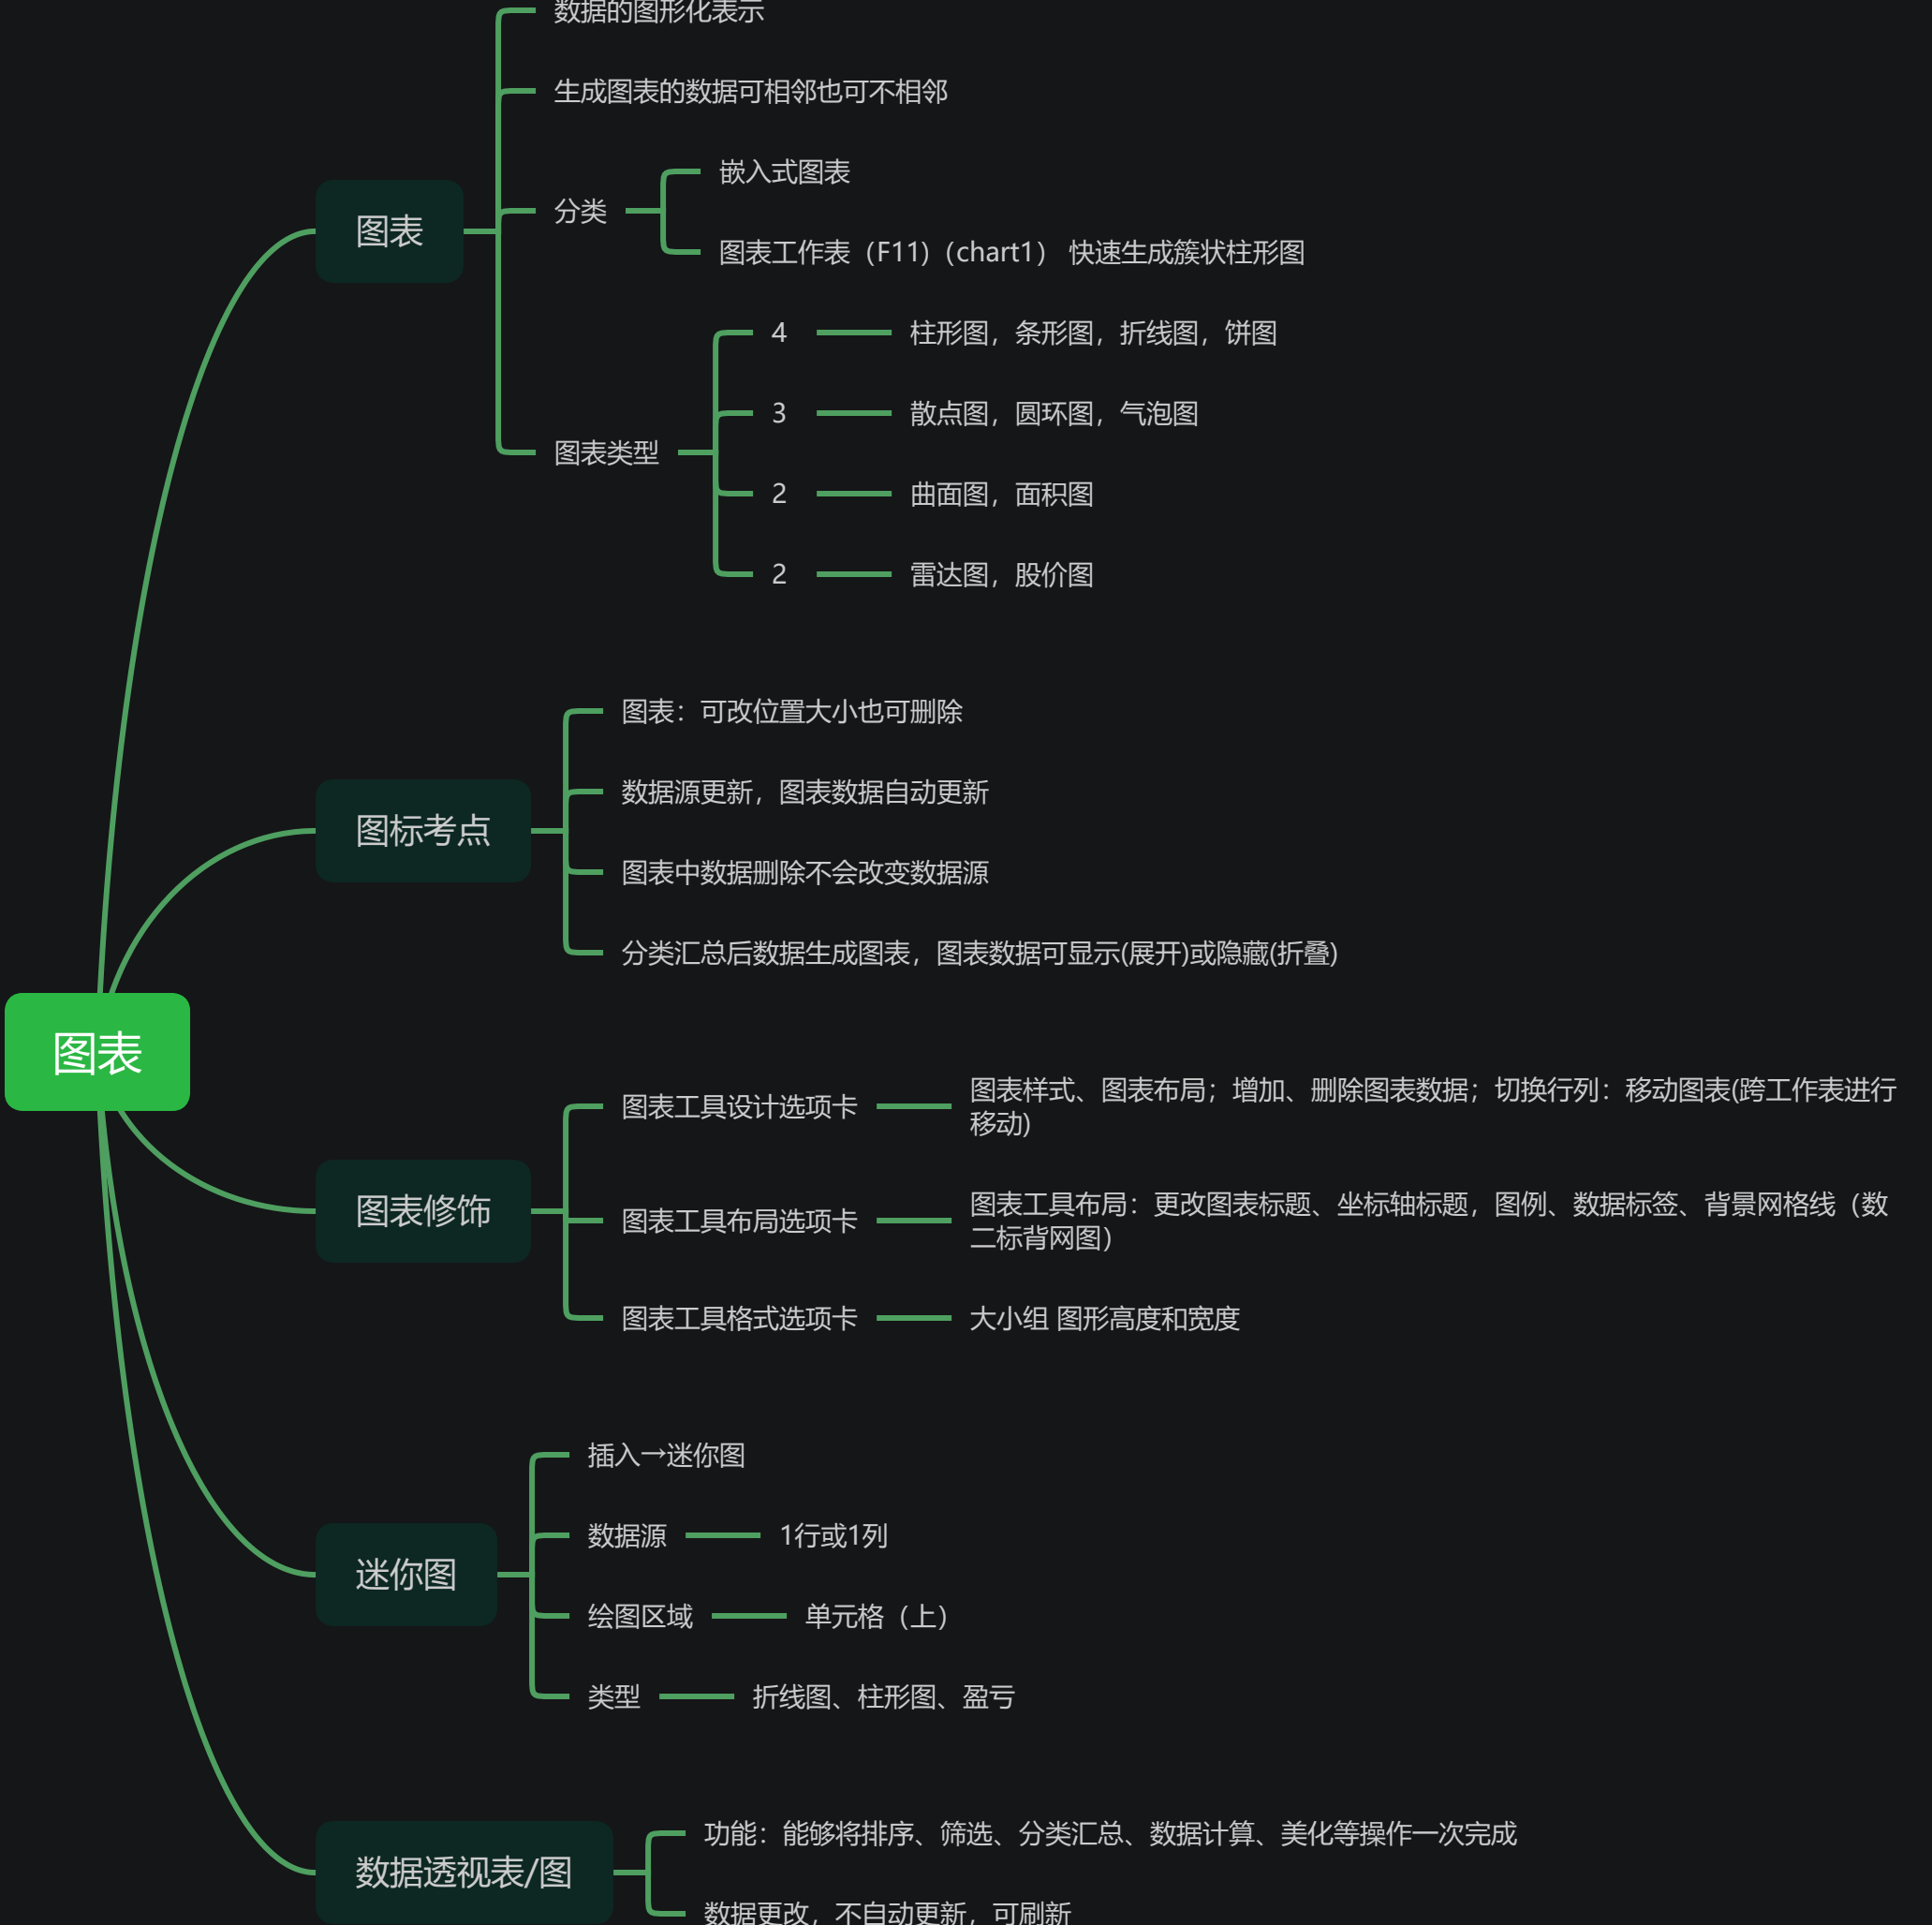 数据的图形化表示
生成图表的数据可相邻也可不相邻
嵌入式图表
分类
图表
图表工作表（F11)（chart1） 快速生成簇状柱形图
4
柱形图，条形图，折线图，饼图
3
散点图，圆环图，气泡图
图表类型
2
曲面图，面积图
2
雷达图，股价图
图表：可改位置大小也可删除
数据源更新，图表数据自动更新
图标考点
图表中数据删除不会改变数据源
分类汇总后数据生成图表，图表数据可显示(展开)或隐藏(折叠)
图表
图表工具设计选项卡
图表样式、图表布局；增加、删除图表数据；切换行列：移动图表(跨工作表进行
移动)
图表修饰
图表工具布局选项卡
图表工具布局：更改图表标题、坐标轴标题，图例、数据标签、背景网格线（数
二标背网图）
图表工具格式选项卡
大小组 图形高度和宽度
插入→迷你图
数据源
1行或1列
迷你图
绘图区域
单元格（上）
类型
折线图、柱形图、盈亏
功能：能够将排序、筛选、分类汇总、数据计算、美化等操作一次完成
数据透视表/图
数据更改，不自动更新，可刷新